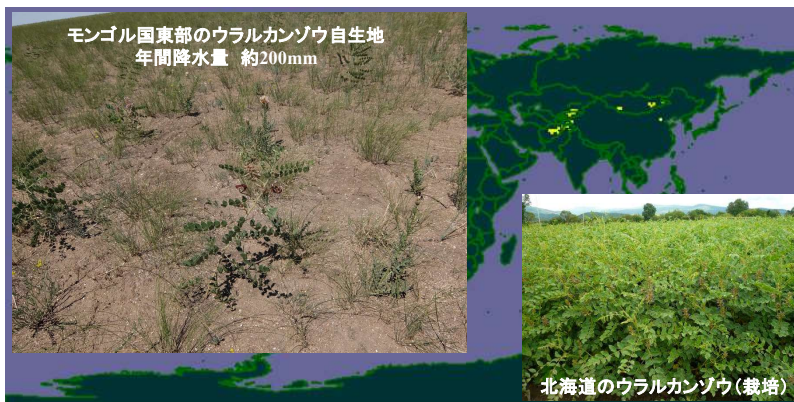 モンゴル国東部のウラルカンゾウ自生地
年間降水量　約200mm
北海道のウラルカンゾウ（栽培）